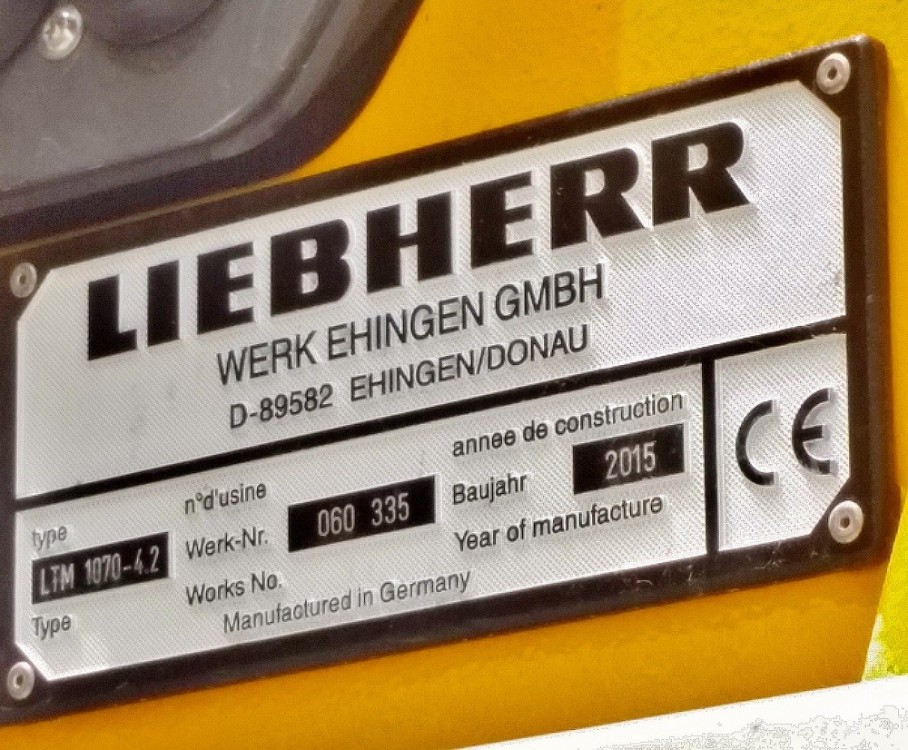 LIEBHERR
WERK EHINGEN GMBH
D-89582 EHINGEN/DONAU
type
LTM 1070-4.2
Type
n°d'usine
Werk-Nr. 060 335
Works No.
annee de construction
Baujahr 2015
Year of manufacture
Manufactured in Germany
CE